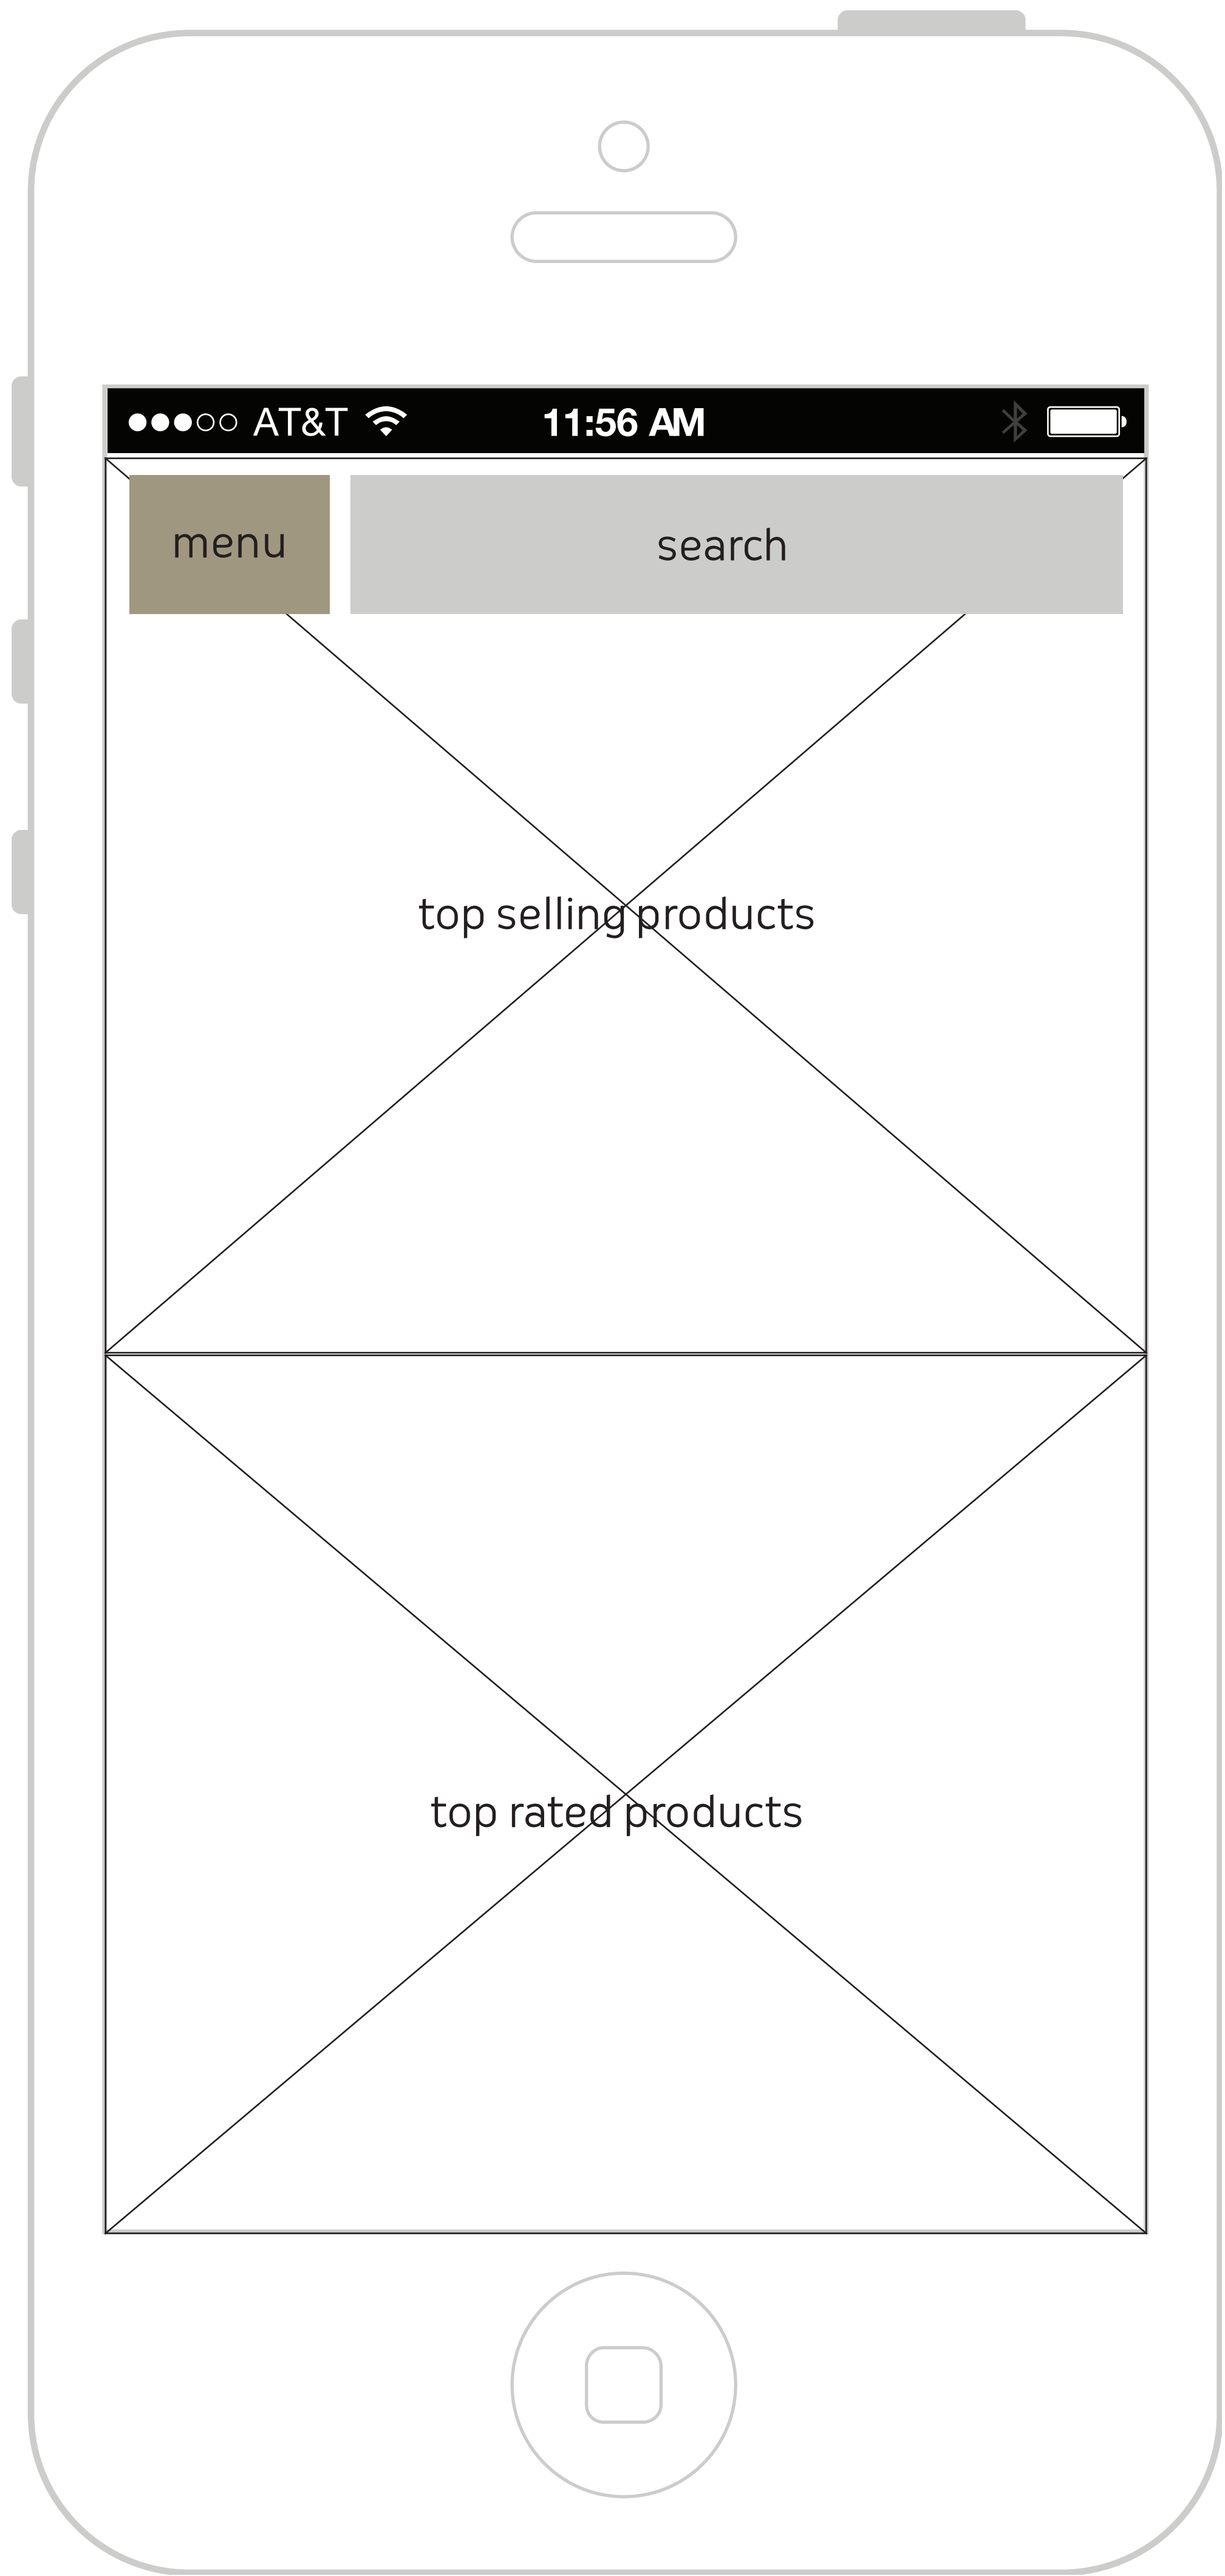 AT&T 11:56 AM
menu search
top selling products
top rated products